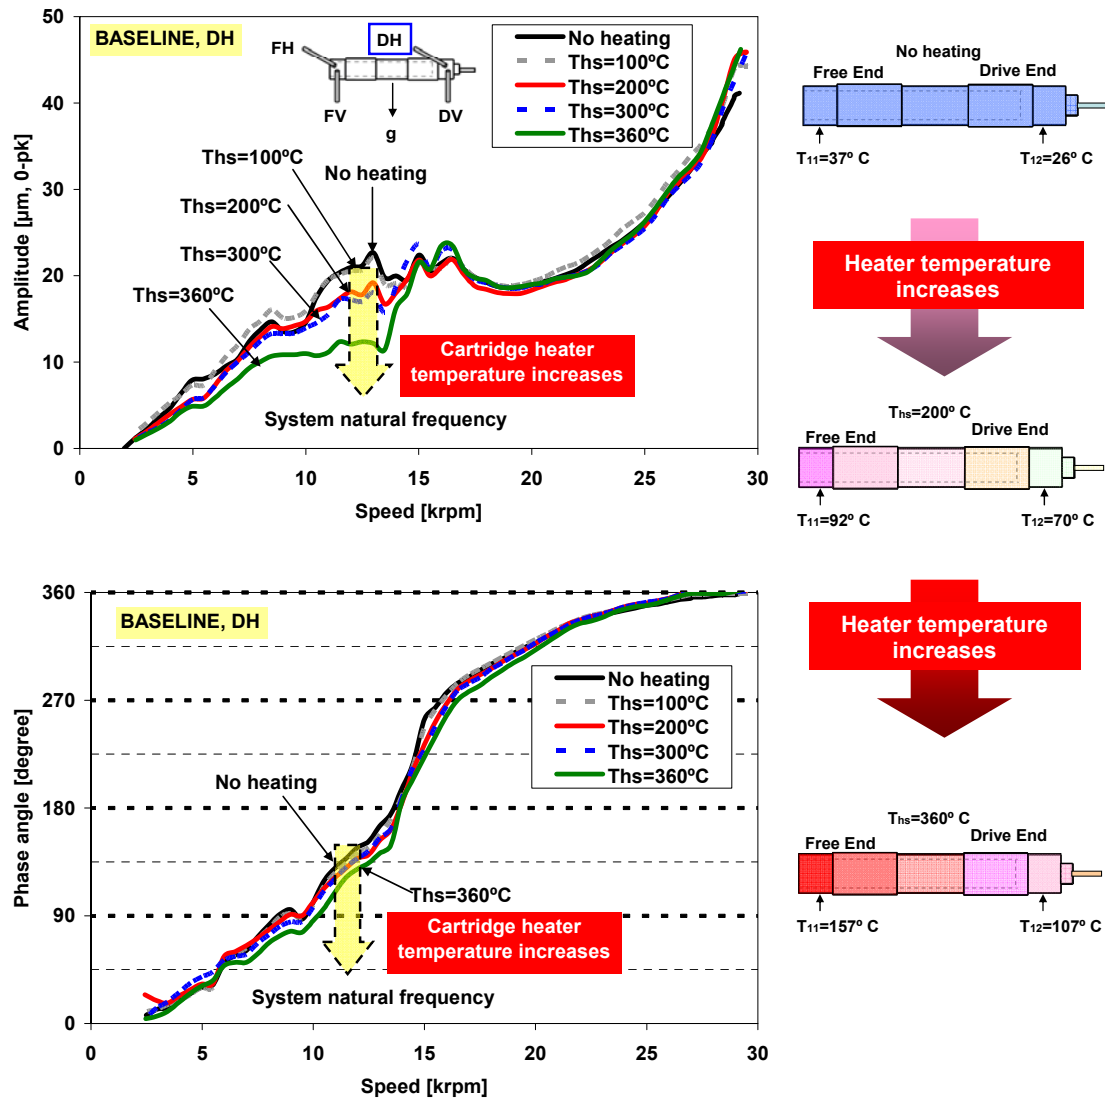 BASELINE, DH
FH
DH
FV
DV
g
No heating
Ths=100ºC
Ths=200ºC
Ths=300ºC
Ths=360ºC
Ths=100ºC
No heating
Ths=200ºC
Ths=300ºC
Ths=360ºC
Cartridge heater
temperature increases
System natural frequency
Amplitude [µm, 0-pk]
50
40
30
20
10
0
0 5 10 15 20 25 30
Speed [krpm]
No heating
Free End
Drive End
T11=37º C
T12=26º C
Heater temperature
increases
Ths=200º C
Free End
Drive End
T11=92º C
T12=70º C
BASELINE, DH
No heating
Ths=100ºC
Ths=200ºC
Ths=300ºC
Ths=360ºC
No heating
Ths=360ºC
Cartridge heater
temperature increases
System natural frequency
Phase angle [degree]
360
270
180
90
0
0 5 10 15 20 25 30
Speed [krpm]
Heater temperature
increases
Ths=360º C
Free End
Drive End
T11=157º C
T12=107º C